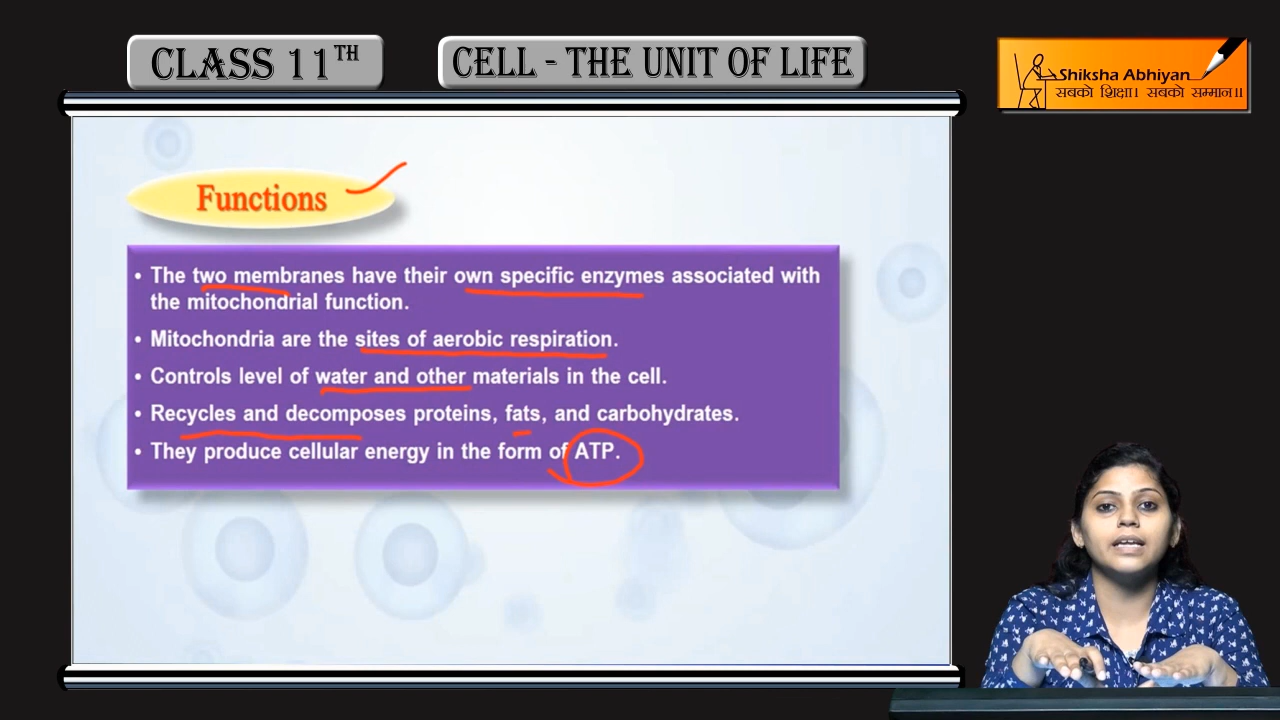 CLASS 11TH
CELL - THE UNIT OF LIFE
Shiksha Abhiyan
सबको शिक्षा। सबको सम्मान॥
Functions
• The two membranes have their own specific enzymes associated with
the mitochondrial function.
• Mitochondria are the sites of aerobic respiration.
• Controls level of water and other materials in the cell.
• Recycles and decomposes proteins, fats, and carbohydrates.
• They produce cellular energy in the form of ATP.